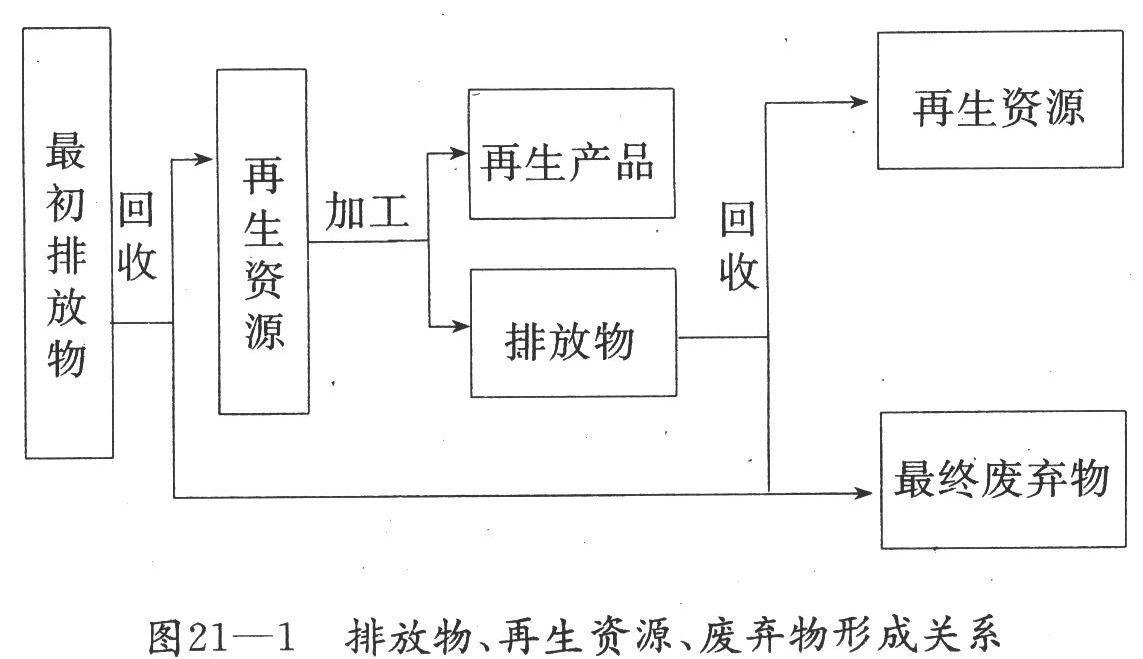 最初排放物
回收
再生资源
加工
再生产品
排放物
回收
再生资源
最终废弃物
图21—1 排放物、再生资源、废弃物形成关系